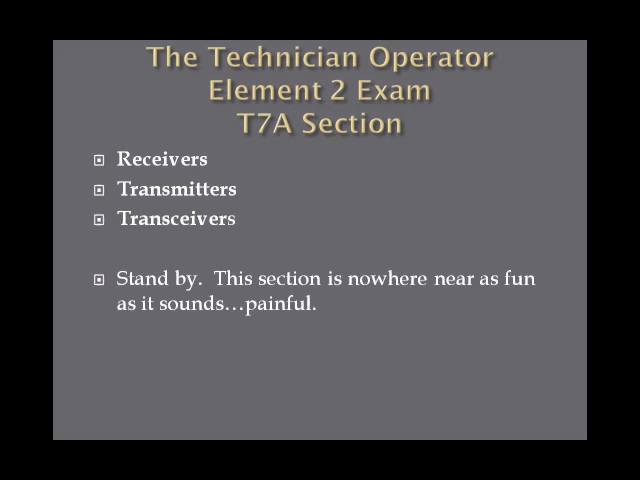 The Technician Operator
Element 2 Exam
T7A Section
Receivers
Transmitters
Transceivers
Stand by.  This section is nowhere near as fun
as it sounds…painful.